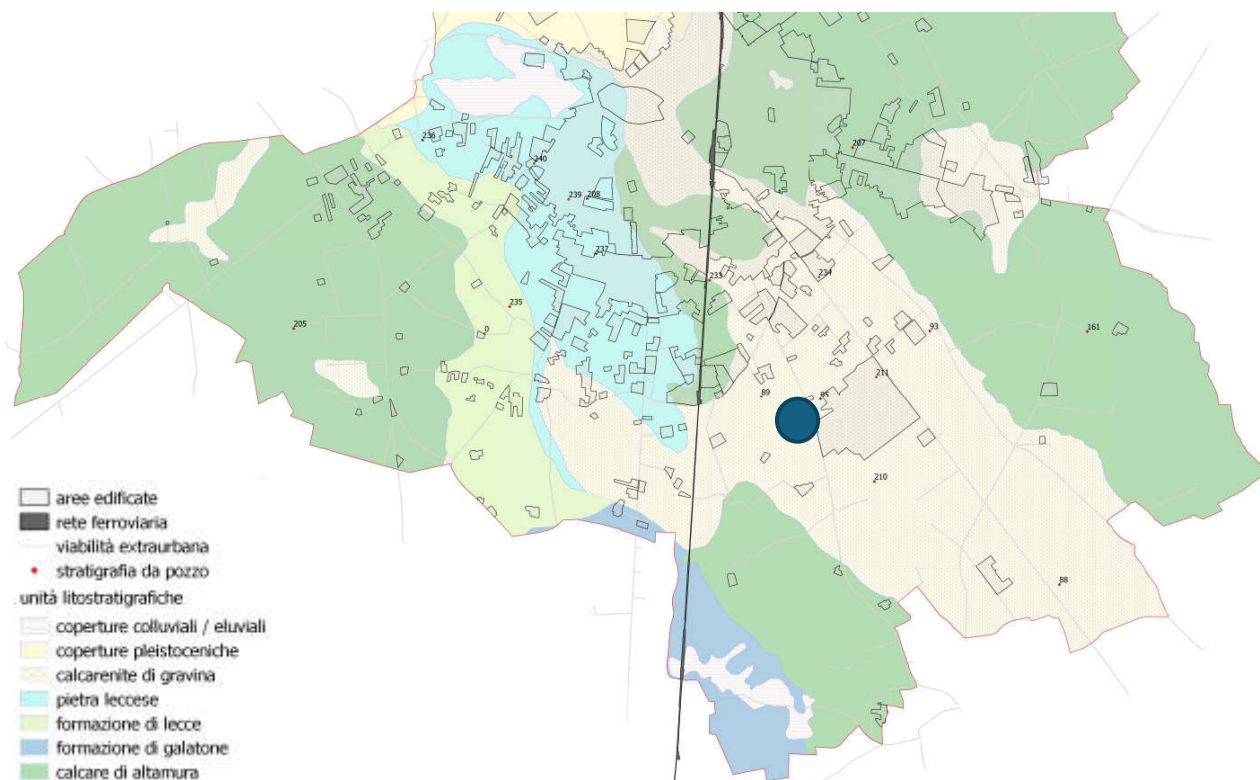 236
240
207
239
208
237
233
234
235
0
205
93
161
211
89
95
210
88
aree edificate
rete ferroviaria
viabilità extraurbana
stratigrafia da pozzo
unità litostratigrafiche
coperture colluviali / eluviali
coperture pleistoceniche
calcarenite di gravina
pietra leccese
formazione di lecce
formazione di galatone
calcare di altamura